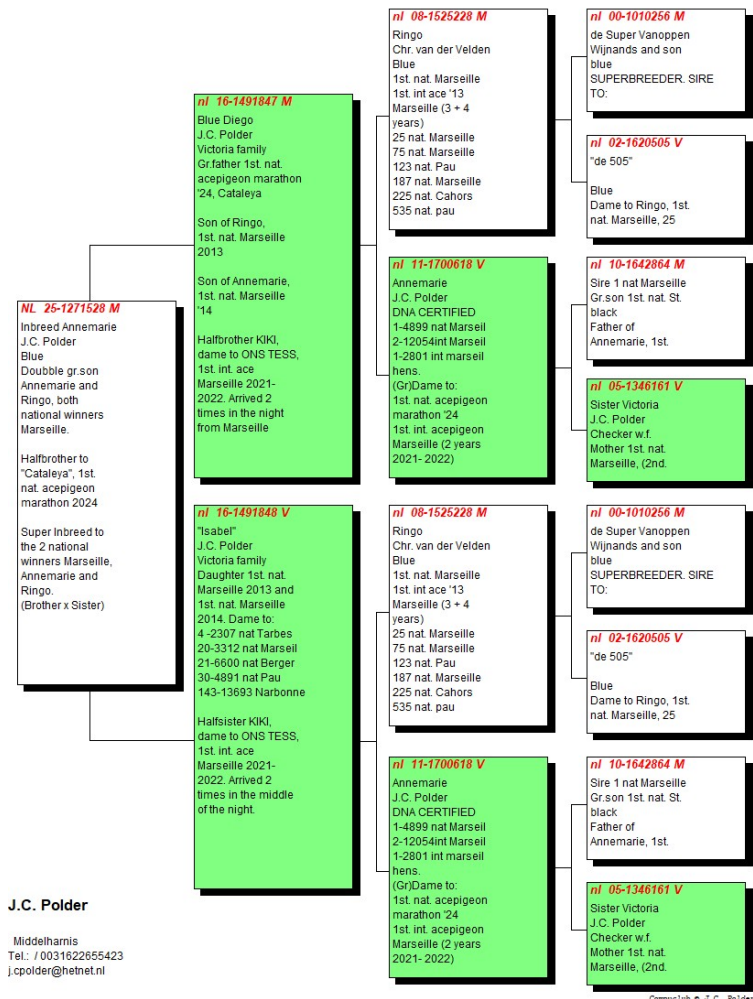 NL 25-1271528 M
Inbreed Annemarie
J.C. Polder
Blue
Doubble gr.son
Annemarie and
Ringo, both
national winners
Marseille.
Halfbrother to
"Cataleya", 1st.
nat. acepigeon
marathon 2024
Super Inbreed to
the 2 national
winners Marseille,
Annemarie and
Ringo.
(Brother x Sister)
nl 16-1491847 M
Blue Diego
J.C. Polder
Victoria family
Gr.father 1st. nat.
acepigeon marathon
'24, Cataleya
Son of Ringo,
1st. nat. Marseille
2013
Son of Annemarie,
1st. nat. Marseille
'14
Halfbrother KIKI,
dame to ONS TESS,
1st. int. ace
Marseille 2021-
2022. Arrived 2
times in the night
from Marseille
nl 16-1491848 V
"Isabel"
J.C. Polder
Victoria family
Daughter 1st. nat.
Marseille 2013 and
1st. nat. Marseille
2014. Dame to:
4 -2307 nat Tarbes
20-3312 nat Marseil
21-6600 nat Berger
30-4891 nat Pau
143-13693 Narbonne
Halfsister KIKI,
dame to ONS TESS,
1st. int. ace
Marseille 2021-
2022. Arrived 2
times in the middle
of the night.
nl 08-1525228 M
Ringo
Chr. van der Velden
Blue
1st. nat. Marseille
1st. int ace '13
Marseille (3 + 4
years)
25 nat. Marseille
75 nat. Marseille
123 nat. Pau
187 nat. Marseille
225 nat. Cahors
535 nat. pau
nl 11-1700618 V
Annemarie
J.C. Polder
DNA CERTIFIED
1-4899 nat Marseil
2-12054int Marseil
1-2801 int marseil
hens.
(Gr)Dame to:
1st. nat. acepigeon
marathon '24
1st. int. acepigeon
Marseille (2 years
2021- 2022)
nl 08-1525228 M
Ringo
Chr. van der Velden
Blue
1st. nat. Marseille
1st. int ace '13
Marseille (3 + 4
years)
25 nat. Marseille
75 nat. Marseille
123 nat. Pau
187 nat. Marseille
225 nat. Cahors
535 nat. pau
nl 11-1700618 V
Annemarie
J.C. Polder
DNA CERTIFIED
1-4899 nat Marseil
2-12054int Marseil
1-2801 int marseil
hens.
(Gr)Dame to:
1st. nat. acepigeon
marathon '24
1st. int. acepigeon
Marseille (2 years
2021- 2022)
nl 00-1010256 M
de Super Vanoppen
Wijnands and son
blue
SUPERBREEDER. SIRE
TO:
nl 02-1620505 V
"de 505"
Blue
Dame to Ringo, 1st.
nat. Marseille, 25
nl 10-1642864 M
Sire 1 nat Marseille
Gr.son 1st. nat. St.
black
Father of
Annemarie, 1st.
nl 05-1346161 V
Sister Victoria
J.C. Polder
Checker w.f.
Mother 1st. nat.
Marseille, (2nd.
nl 00-1010256 M
de Super Vanoppen
Wijnands and son
blue
SUPERBREEDER. SIRE
TO:
nl 02-1620505 V
"de 505"
Blue
Dame to Ringo, 1st.
nat. Marseille, 25
nl 10-1642864 M
Sire 1 nat Marseille
Gr.son 1st. nat. St.
black
Father of
Annemarie, 1st.
nl 05-1346161 V
Sister Victoria
J.C. Polder
Checker w.f.
Mother 1st. nat.
Marseille, (2nd.
J.C. Polder
Middelharnis
Tel.: / 0031622655423
j.cpolder@hetnet.nl
Compuclub © J.C. Polder